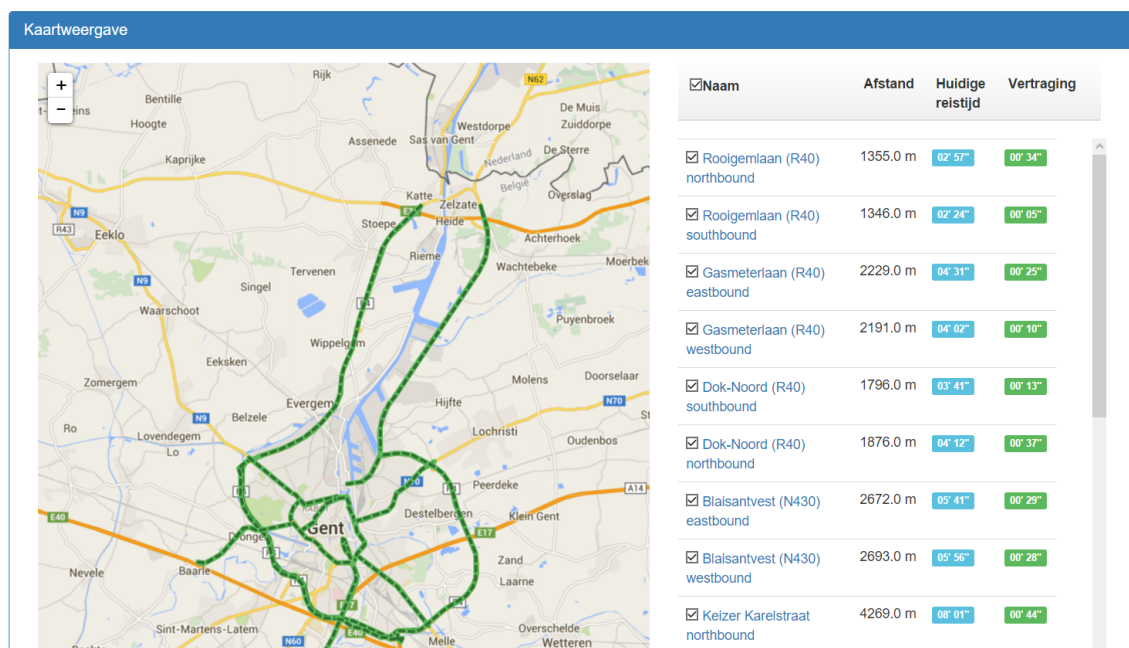 Kaartweergave
+
−
Rijk
N62
Bentille
De Muis
Hoogte
Westdorpe
Zuiddorpe
Assenede
Sas van Gent
Kaprijke
De Sterre
Nederland
België
Katte
Overslag
N9
Zelzate
R43
Stoepe
Heide
Eeklo
Achterhoek
Rieme
Wachtebeke
Moerbek
Tervenen
N9
Singel
Waarschoot
Puyenbroek
Wippelgem
Eeksken
Zomergem
Molens
Doorselaar
Evergem
Hijfte
N70
N9
Belzele
Ro
Lovendegem
Lochristi
Lo
Oudenbos
Peerdeke
R4
A14
Destelbergen
Klein Gent
E40
Gent
E17
Zand
Nevele
Baarle
Laarne
Sint-Martens-Latem
Overschelde
E40
N60
Melle
Wetteren
Naam Afstand Huidige reistijd Vertraging
Rooigemlaan (R40) 1355.0 m 02' 57" 00' 34"
northbound
Rooigemlaan (R40) 1346.0 m 02' 24" 00' 05"
southbound
Gasmeterlaan (R40) 2229.0 m 04' 31" 00' 25"
eastbound
Gasmeterlaan (R40) 2191.0 m 04' 02" 00' 10"
westbound
Dok-Noord (R40) 1796.0 m 03' 41" 00' 13"
southbound
Dok-Noord (R40) 1876.0 m 04' 12" 00' 37"
northbound
Blaisantvest (N430) 2672.0 m 05' 41" 00' 29"
eastbound
Blaisantvest (N430) 2693.0 m 05' 56" 00' 28"
westbound
Keizer Karelstraat 4269.0 m 08' 01" 00' 44"
northbound